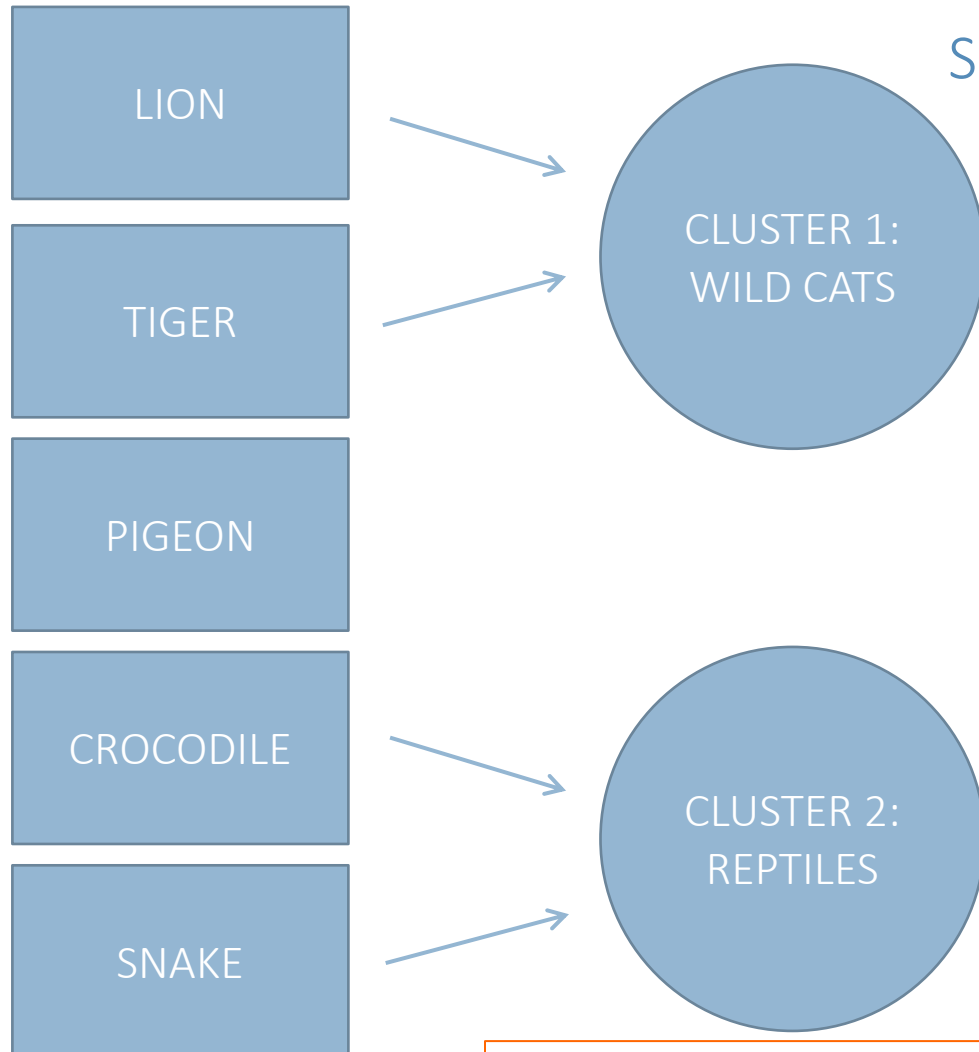 LION
TIGER
PIGEON
CROCODILE
SNAKE
S
CLUSTER 1:
WILD CATS
CLUSTER 2:
REPTILES